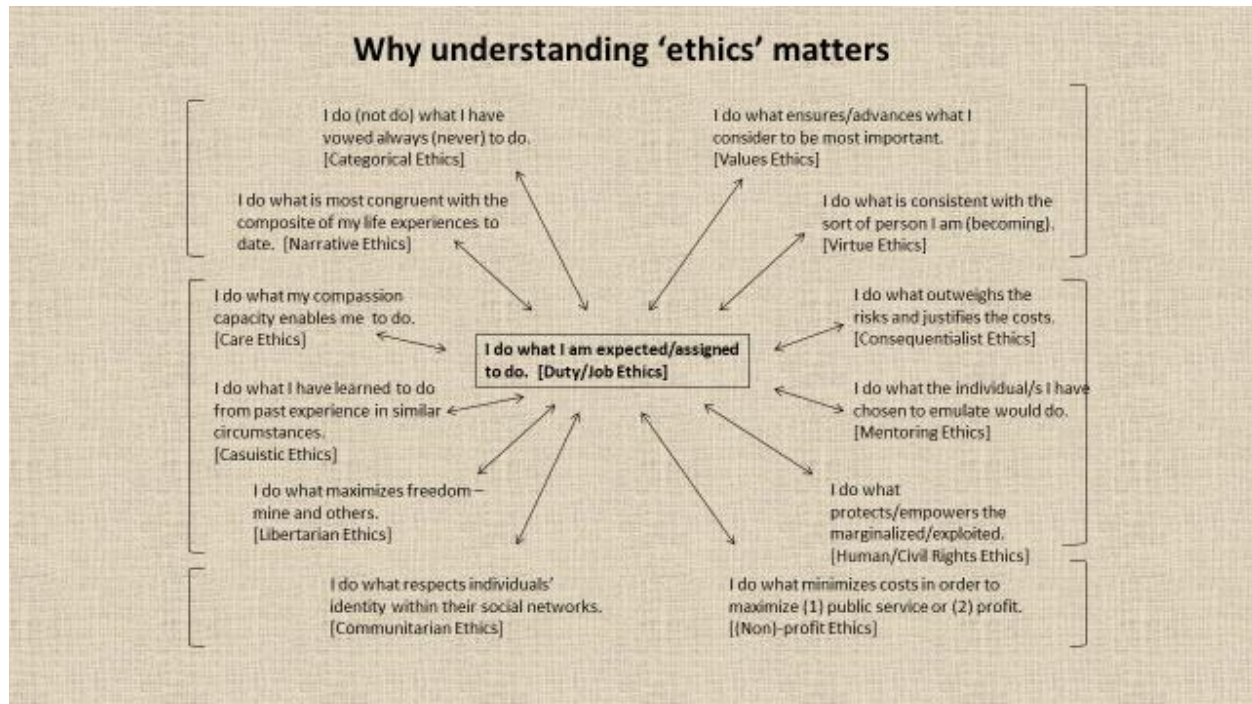 Why understanding ‘ethics’ matters
I do (not do) what I have
vowed always (never) to do.
[Categorical Ethics]
I do what ensures/advances what I
consider to be most important.
[Values Ethics]
I do what is most congruent with the
composite of my life experiences to
date.  [Narrative Ethics]
I do what is consistent with the
sort of person I am (becoming).
[Virtue Ethics]
I do what my compassion
capacity enables me to do.
[Care Ethics]
I do what outweighs the
risks and justifies the costs.
[Consequentialist Ethics]
I do what I am expected/assigned
to do.  [Duty/Job Ethics]
I do what I have learned to do
from past experience in similar
circumstances.
[Casuistic Ethics]
I do what the individual/s I have
chosen to emulate would do.
[Mentoring Ethics]
I do what maximizes freedom –
mine and others.
[Libertarian Ethics]
I do what
protects/empowers the
marginalized/exploited.
[Human/Civil Rights Ethics]
I do what respects individuals’
identity within their social networks.
[Communitarian Ethics]
I do what minimizes costs in order to
maximize (1) public service or (2) profit.
[(Non)-profit Ethics]